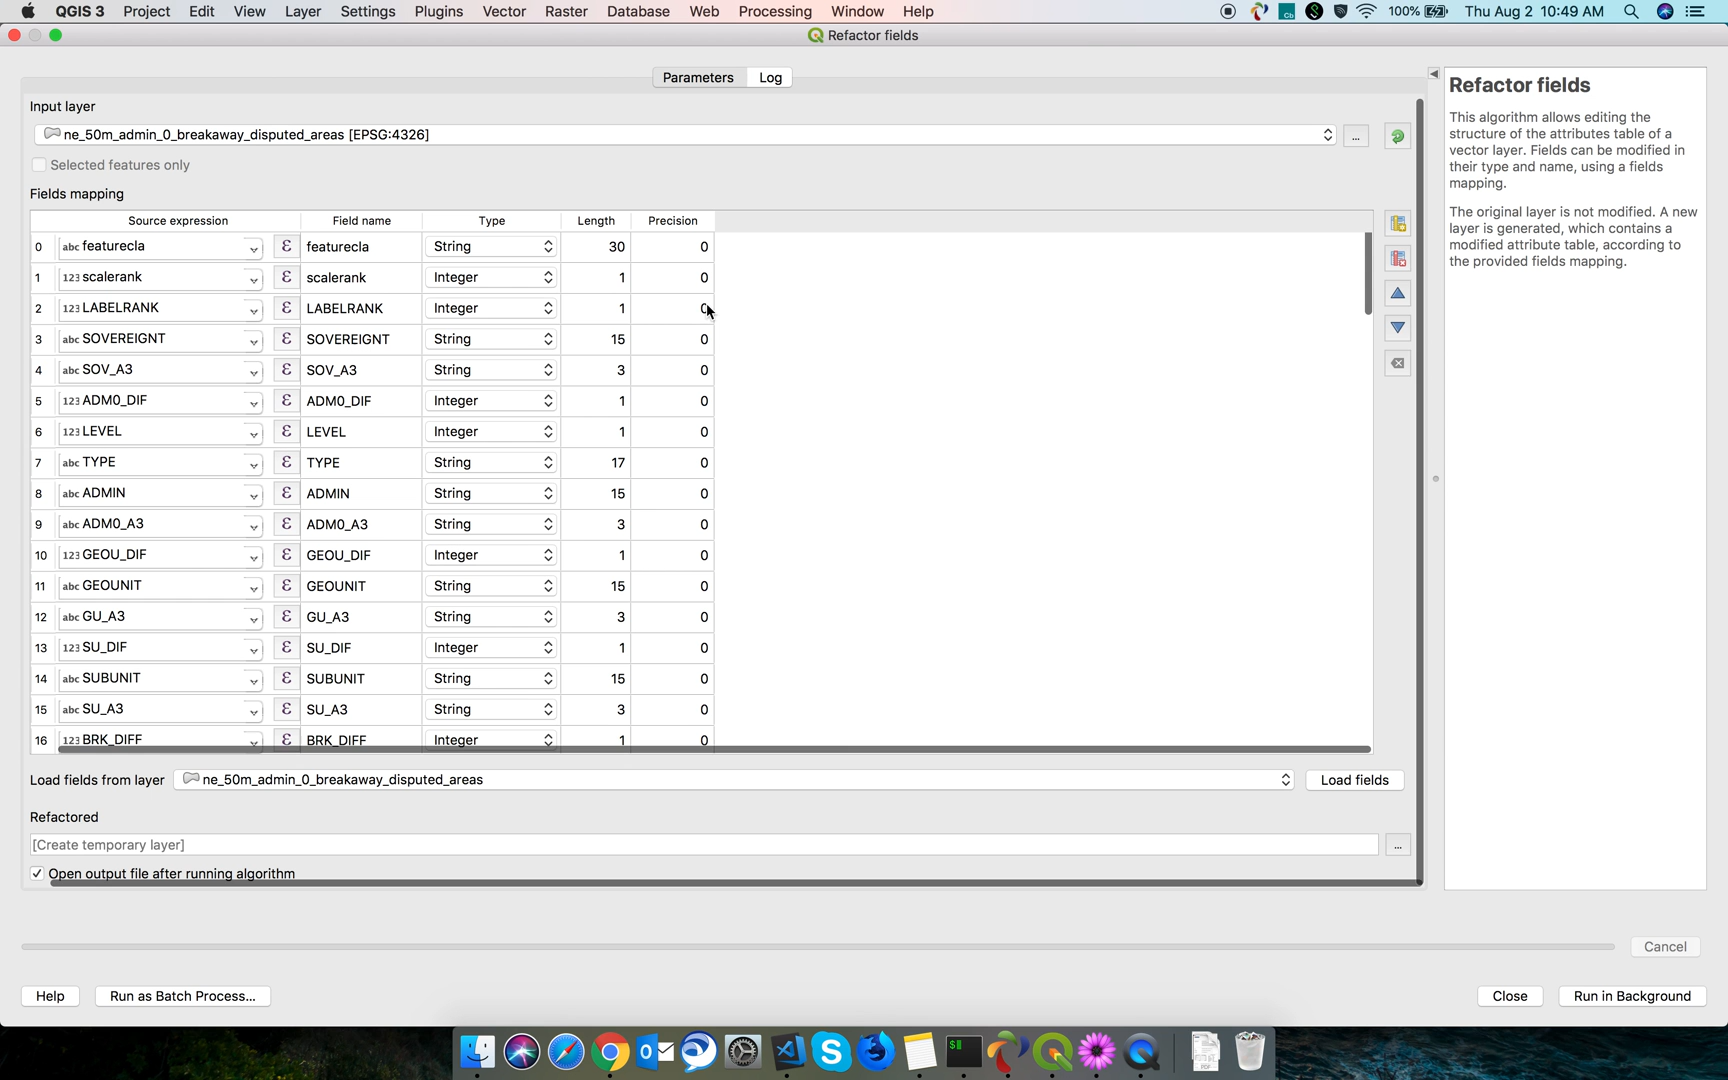 QGIS 3 Project Edit View Layer Settings Plugins Vector Raster Database Web Processing Window Help 100% Thu Aug 2 10:49 AM
Refactor fields
Parameters Log
Input layer
ne_50m_admin_0_breakaway_disputed_areas [EPSG:4326] ...
Selected features only
Fields mapping
Source expression Field name Type Length Precision
0 abc featurecla ε featurecla String 30 0
1 123 scalerank ε scalerank Integer 1 0
2 123 LABELRANK ε LABELRANK Integer 1 0
3 abc SOVEREIGNT ε SOVEREIGNT String 15 0
4 abc SOV_A3 ε SOV_A3 String 3 0
5 123 ADM0_DIF ε ADM0_DIF Integer 1 0
6 123 LEVEL ε LEVEL Integer 1 0
7 abc TYPE ε TYPE String 17 0
8 abc ADMIN ε ADMIN String 15 0
9 abc ADM0_A3 ε ADM0_A3 String 3 0
10 123 GEOU_DIF ε GEOU_DIF Integer 1 0
11 abc GEOUNIT ε GEOUNIT String 15 0
12 abc GU_A3 ε GU_A3 String 3 0
13 123 SU_DIF ε SU_DIF Integer 1 0
14 abc SUBUNIT ε SUBUNIT String 15 0
15 abc SU_A3 ε SU_A3 String 3 0
16 123 BRK_DIFF ε BRK_DIFF Integer 1 0
Load fields from layer ne_50m_admin_0_breakaway_disputed_areas Load fields
Refactored
[Create temporary layer] ...
Open output file after running algorithm
Refactor fields
This algorithm allows editing the
structure of the attributes table of a
vector layer. Fields can be modified in
their type and name, using a fields
mapping.
The original layer is not modified. A new
layer is generated, which contains a
modified attribute table, according to
the provided fields mapping.
Cancel
Help Run as Batch Process... Close Run in Background